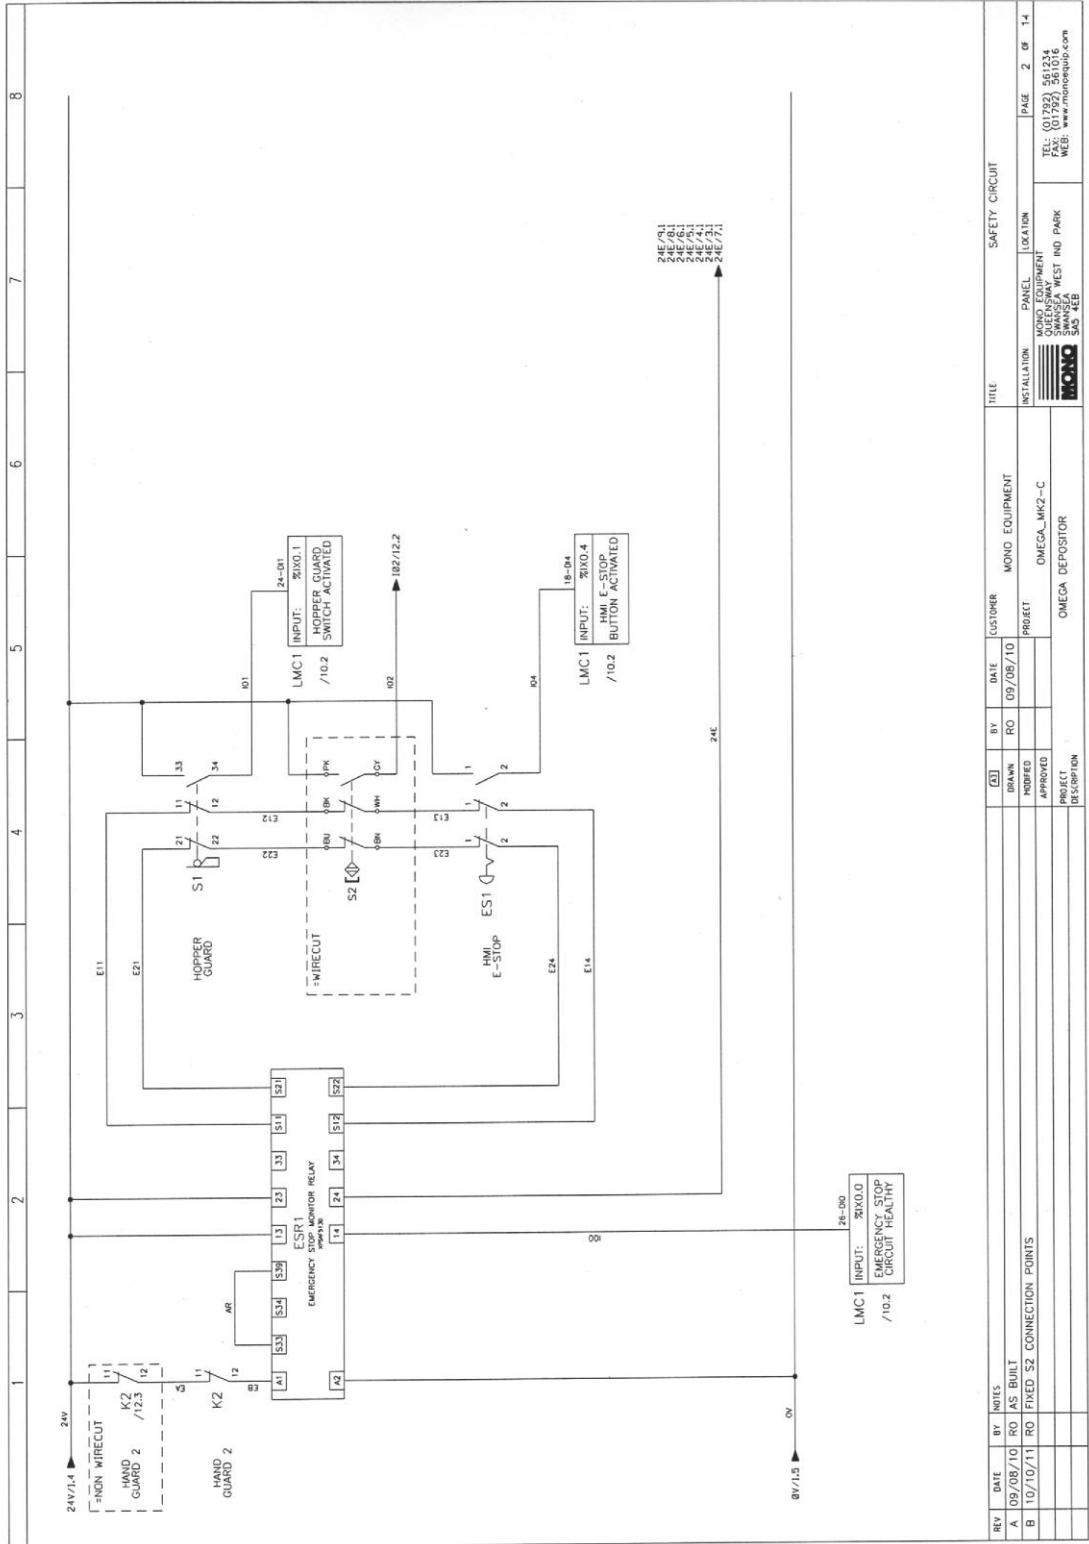 1 2 3 4 5 6 7 8
24V/1.4
24V
=NON WIRECUT
HAND
GUARD 2
K2
/12.3
11
12
EA
HAND
GUARD 2
K2
11
12
EB
AR
A1
S33
S34
S39
13
23
33
S11
S21
ESR1
EMERGENCY STOP MONITOR RELAY
A2
14
24
34
S12
S22
E11
E21
HOPPER
GUARD
S1
21
22
11
12
33
34
E22
E12
=WIRECUT
S2
BU
BN
BK
WH
PK
GY
E23
E13
HMI
E-STOP
ES1
1
2
1
2
1
2
E24
E14
I01
24-DI1
LMC1
INPUT: %IX0.1
HOPPER GUARD
SWITCH ACTIVATED
/10.2
I02
I02/12.2
I04
18-DI4
LMC1
INPUT: %IX0.4
HMI E-STOP
BUTTON ACTIVATED
/10.2
24E
24E/9.1
24E/8.1
24E/6.1
24E/5.1
24E/4.1
24E/3.1
24E/7.1
I00
26-DI0
LMC1
INPUT: %IX0.0
EMERGENCY STOP
CIRCUIT HEALTHY
/10.2
0V/1.5
0V
REV DATE BY NOTES
A 09/08/10 RO AS BUILT
B 10/10/11 RO FIXED S2 CONNECTION POINTS
A3 BY DATE
DRAWN RO 09/08/10
MODIFIED
APPROVED
PROJECT
DESCRIPTION
OMEGA DEPOSITOR
CUSTOMER
MONO EQUIPMENT
PROJECT
OMEGA_MK2-C
TITLE
SAFETY CIRCUIT
INSTALLATION PANEL LOCATION
PAGE 2 OF 14
MONO
MONO EQUIPMENT
QUEENSWAY
SWANSEA WEST IND PARK
SWANSEA
SA5 4EB
TEL: (01792) 561234
FAX: (01792) 561016
WEB: www.monoequip.com